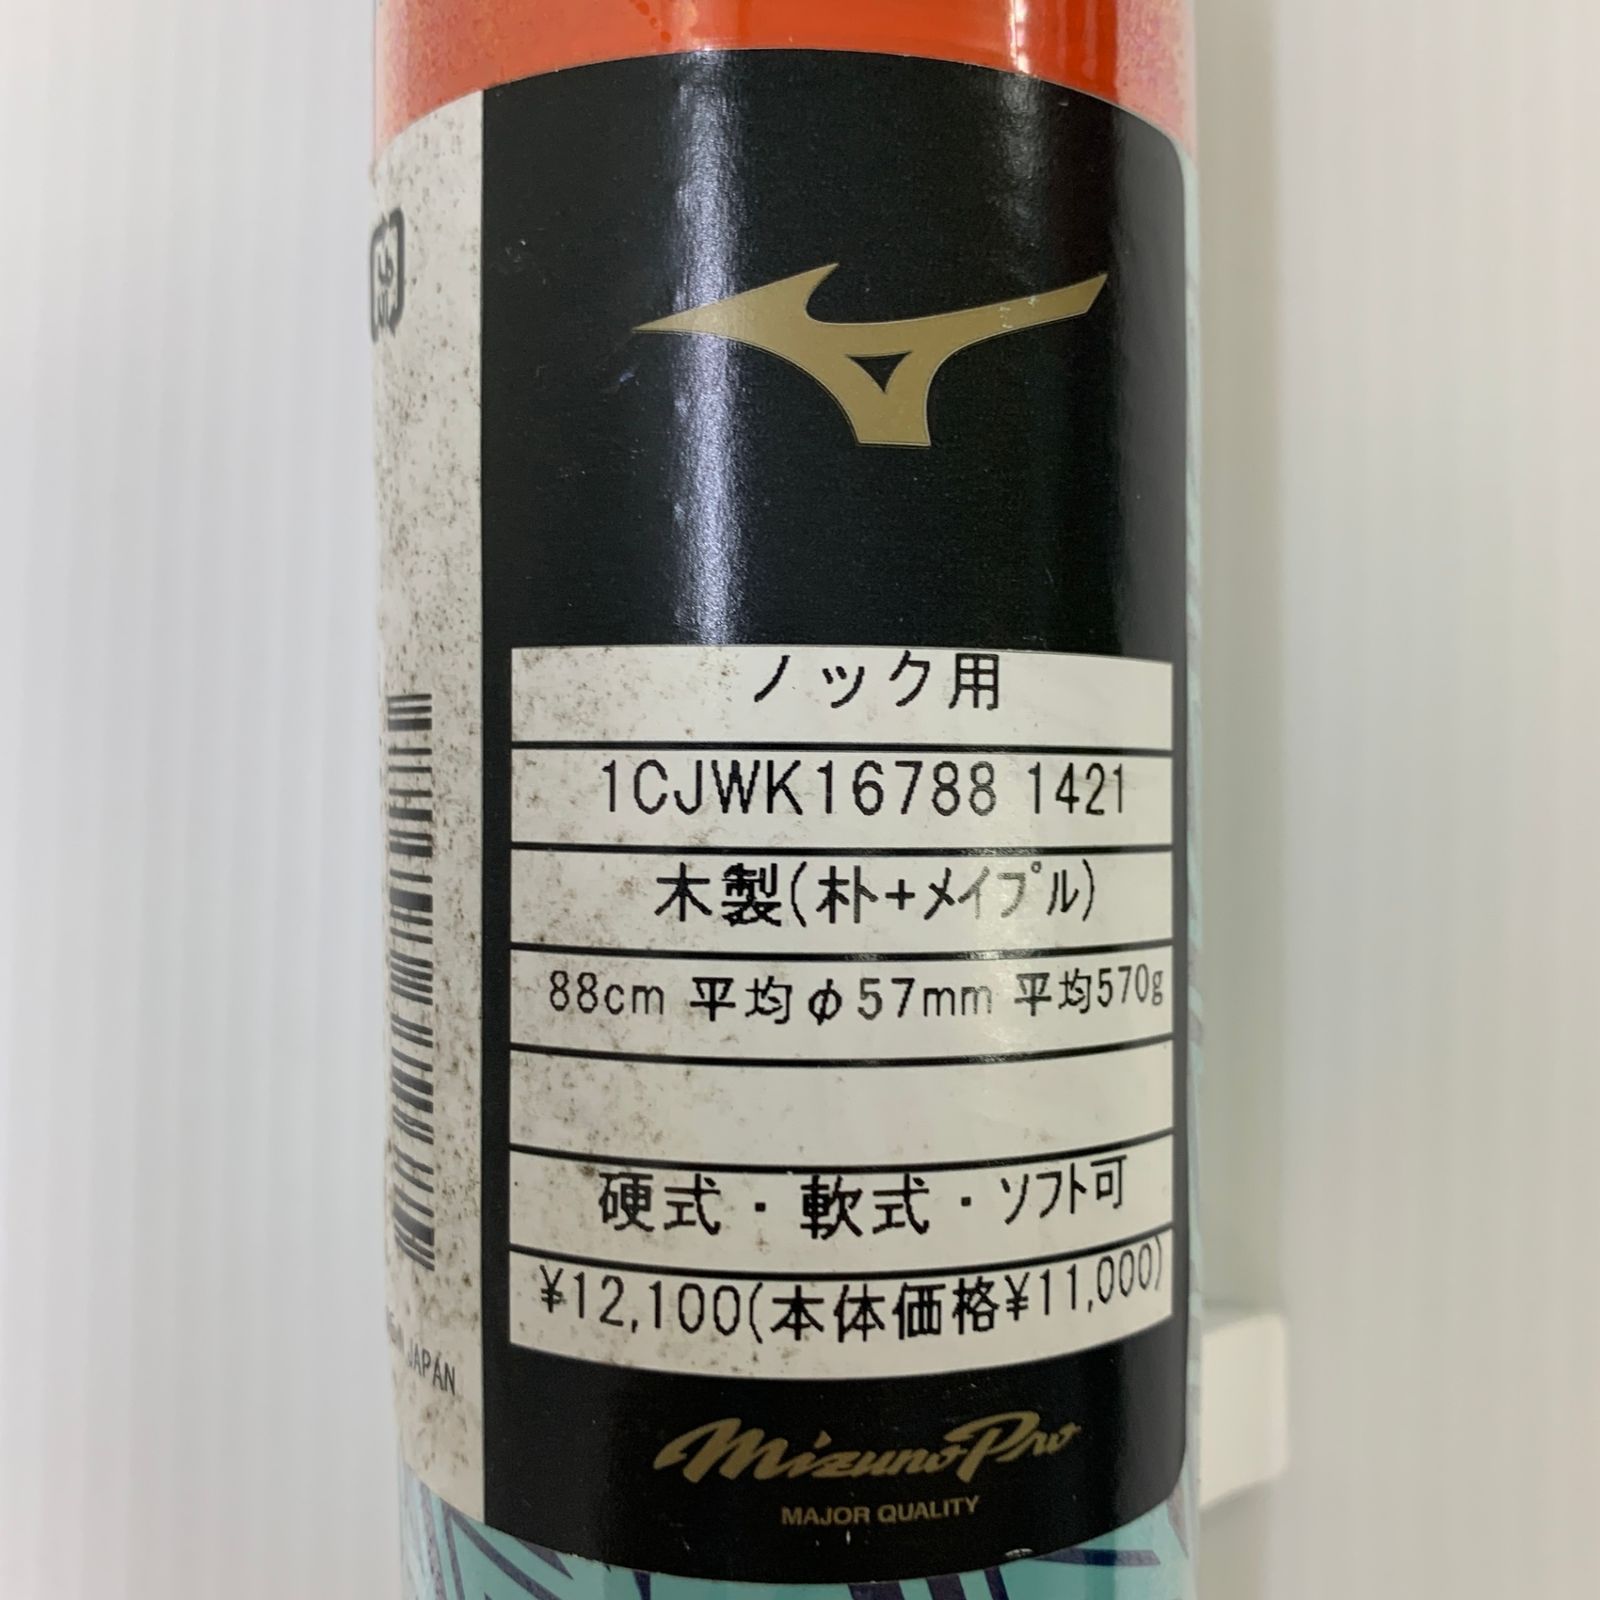 ノック用
1CJWK16788 1421
木製(朴+メイプル)
88cm 平均φ57mm 平均570g
硬式・軟式・ソフト可
¥12,100(本体価格¥11,000)
JAPAN
Mizuno Pro
MAJOR QUALITY